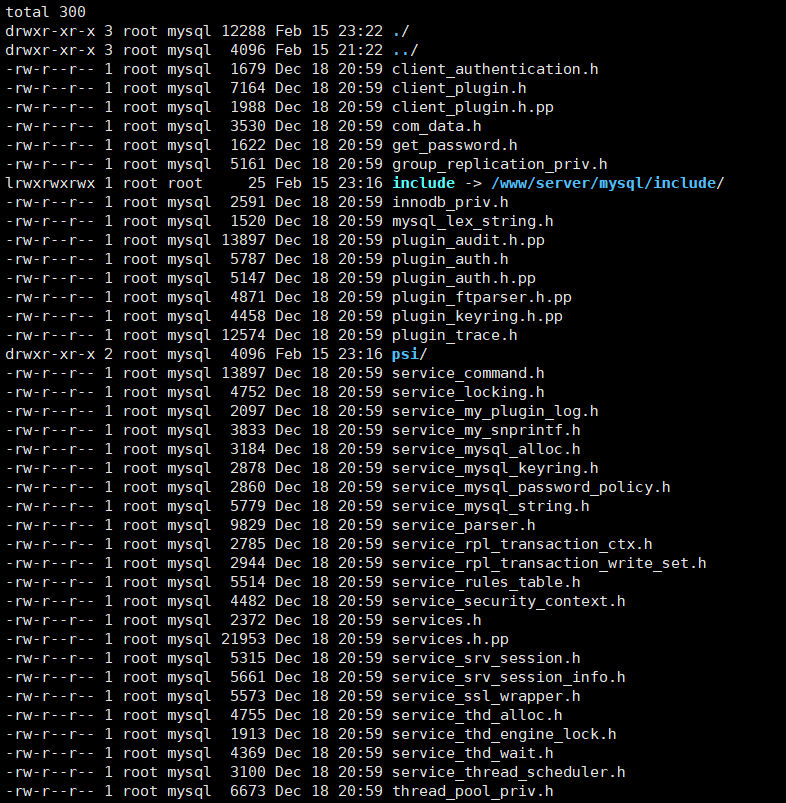 total 300
drwxr-xr-x 3 root mysql 12288 Feb 15 23:22 ./
drwxr-xr-x 3 root mysql  4096 Feb 15 21:22 ../
-rw-r--r-- 1 root mysql  1679 Dec 18 20:59 client_authentication.h
-rw-r--r-- 1 root mysql  7164 Dec 18 20:59 client_plugin.h
-rw-r--r-- 1 root mysql  1988 Dec 18 20:59 client_plugin.h.pp
-rw-r--r-- 1 root mysql  3530 Dec 18 20:59 com_data.h
-rw-r--r-- 1 root mysql  1622 Dec 18 20:59 get_password.h
-rw-r--r-- 1 root mysql  5161 Dec 18 20:59 group_replication_priv.h
lrwxrwxrwx 1 root root     25 Feb 15 23:16 include -> /www/server/mysql/include/
-rw-r--r-- 1 root mysql  2591 Dec 18 20:59 innodb_priv.h
-rw-r--r-- 1 root mysql  1520 Dec 18 20:59 mysql_lex_string.h
-rw-r--r-- 1 root mysql 13897 Dec 18 20:59 plugin_audit.h.pp
-rw-r--r-- 1 root mysql  5787 Dec 18 20:59 plugin_auth.h
-rw-r--r-- 1 root mysql  5147 Dec 18 20:59 plugin_auth.h.pp
-rw-r--r-- 1 root mysql  4871 Dec 18 20:59 plugin_ftparser.h.pp
-rw-r--r-- 1 root mysql  4458 Dec 18 20:59 plugin_keyring.h.pp
-rw-r--r-- 1 root mysql 12574 Dec 18 20:59 plugin_trace.h
drwxr-xr-x 2 root mysql  4096 Feb 15 23:16 psi/
-rw-r--r-- 1 root mysql 13897 Dec 18 20:59 service_command.h
-rw-r--r-- 1 root mysql  4752 Dec 18 20:59 service_locking.h
-rw-r--r-- 1 root mysql  2097 Dec 18 20:59 service_my_plugin_log.h
-rw-r--r-- 1 root mysql  3833 Dec 18 20:59 service_my_snprintf.h
-rw-r--r-- 1 root mysql  3184 Dec 18 20:59 service_mysql_alloc.h
-rw-r--r-- 1 root mysql  2878 Dec 18 20:59 service_mysql_keyring.h
-rw-r--r-- 1 root mysql  2860 Dec 18 20:59 service_mysql_password_policy.h
-rw-r--r-- 1 root mysql  5779 Dec 18 20:59 service_mysql_string.h
-rw-r--r-- 1 root mysql  9829 Dec 18 20:59 service_parser.h
-rw-r--r-- 1 root mysql  2785 Dec 18 20:59 service_rpl_transaction_ctx.h
-rw-r--r-- 1 root mysql  2944 Dec 18 20:59 service_rpl_transaction_write_set.h
-rw-r--r-- 1 root mysql  5514 Dec 18 20:59 service_rules_table.h
-rw-r--r-- 1 root mysql  4482 Dec 18 20:59 service_security_context.h
-rw-r--r-- 1 root mysql  2372 Dec 18 20:59 services.h
-rw-r--r-- 1 root mysql 21953 Dec 18 20:59 services.h.pp
-rw-r--r-- 1 root mysql  5315 Dec 18 20:59 service_srv_session.h
-rw-r--r-- 1 root mysql  5661 Dec 18 20:59 service_srv_session_info.h
-rw-r--r-- 1 root mysql  5573 Dec 18 20:59 service_ssl_wrapper.h
-rw-r--r-- 1 root mysql  4755 Dec 18 20:59 service_thd_alloc.h
-rw-r--r-- 1 root mysql  1913 Dec 18 20:59 service_thd_engine_lock.h
-rw-r--r-- 1 root mysql  4369 Dec 18 20:59 service_thd_wait.h
-rw-r--r-- 1 root mysql  3100 Dec 18 20:59 service_thread_scheduler.h
-rw-r--r-- 1 root mysql  6673 Dec 18 20:59 thread_pool_priv.h